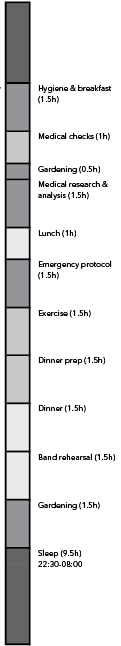 Hygiene & breakfast
(1.5h)
Medical checks (1h)
Gardening (0.5h)
Medical research &
analysis (1.5h)
Lunch (1h)
Emergency protocol
(1.5h)
Exercise (1.5h)
Dinner prep (1.5h)
Dinner (1.5h)
Band rehearsal (1.5h)
Gardening (1.5h)
Sleep (9.5h)
22:30-08:00